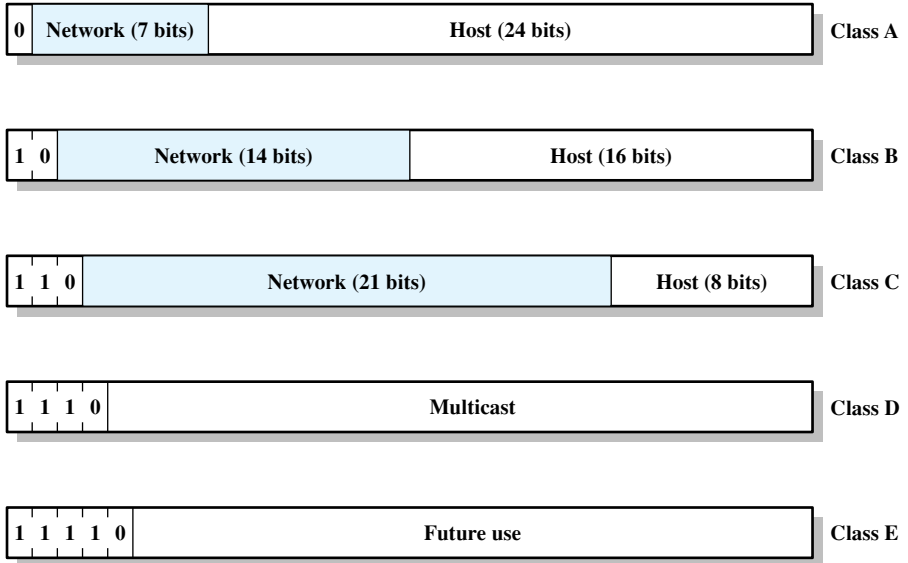 0 Network (7 bits) Host (24 bits) Class A
1 0 Network (14 bits) Host (16 bits) Class B
1 1 0 Network (21 bits) Host (8 bits) Class C
1 1 1 0 Multicast Class D
1 1 1 1 0 Future use Class E